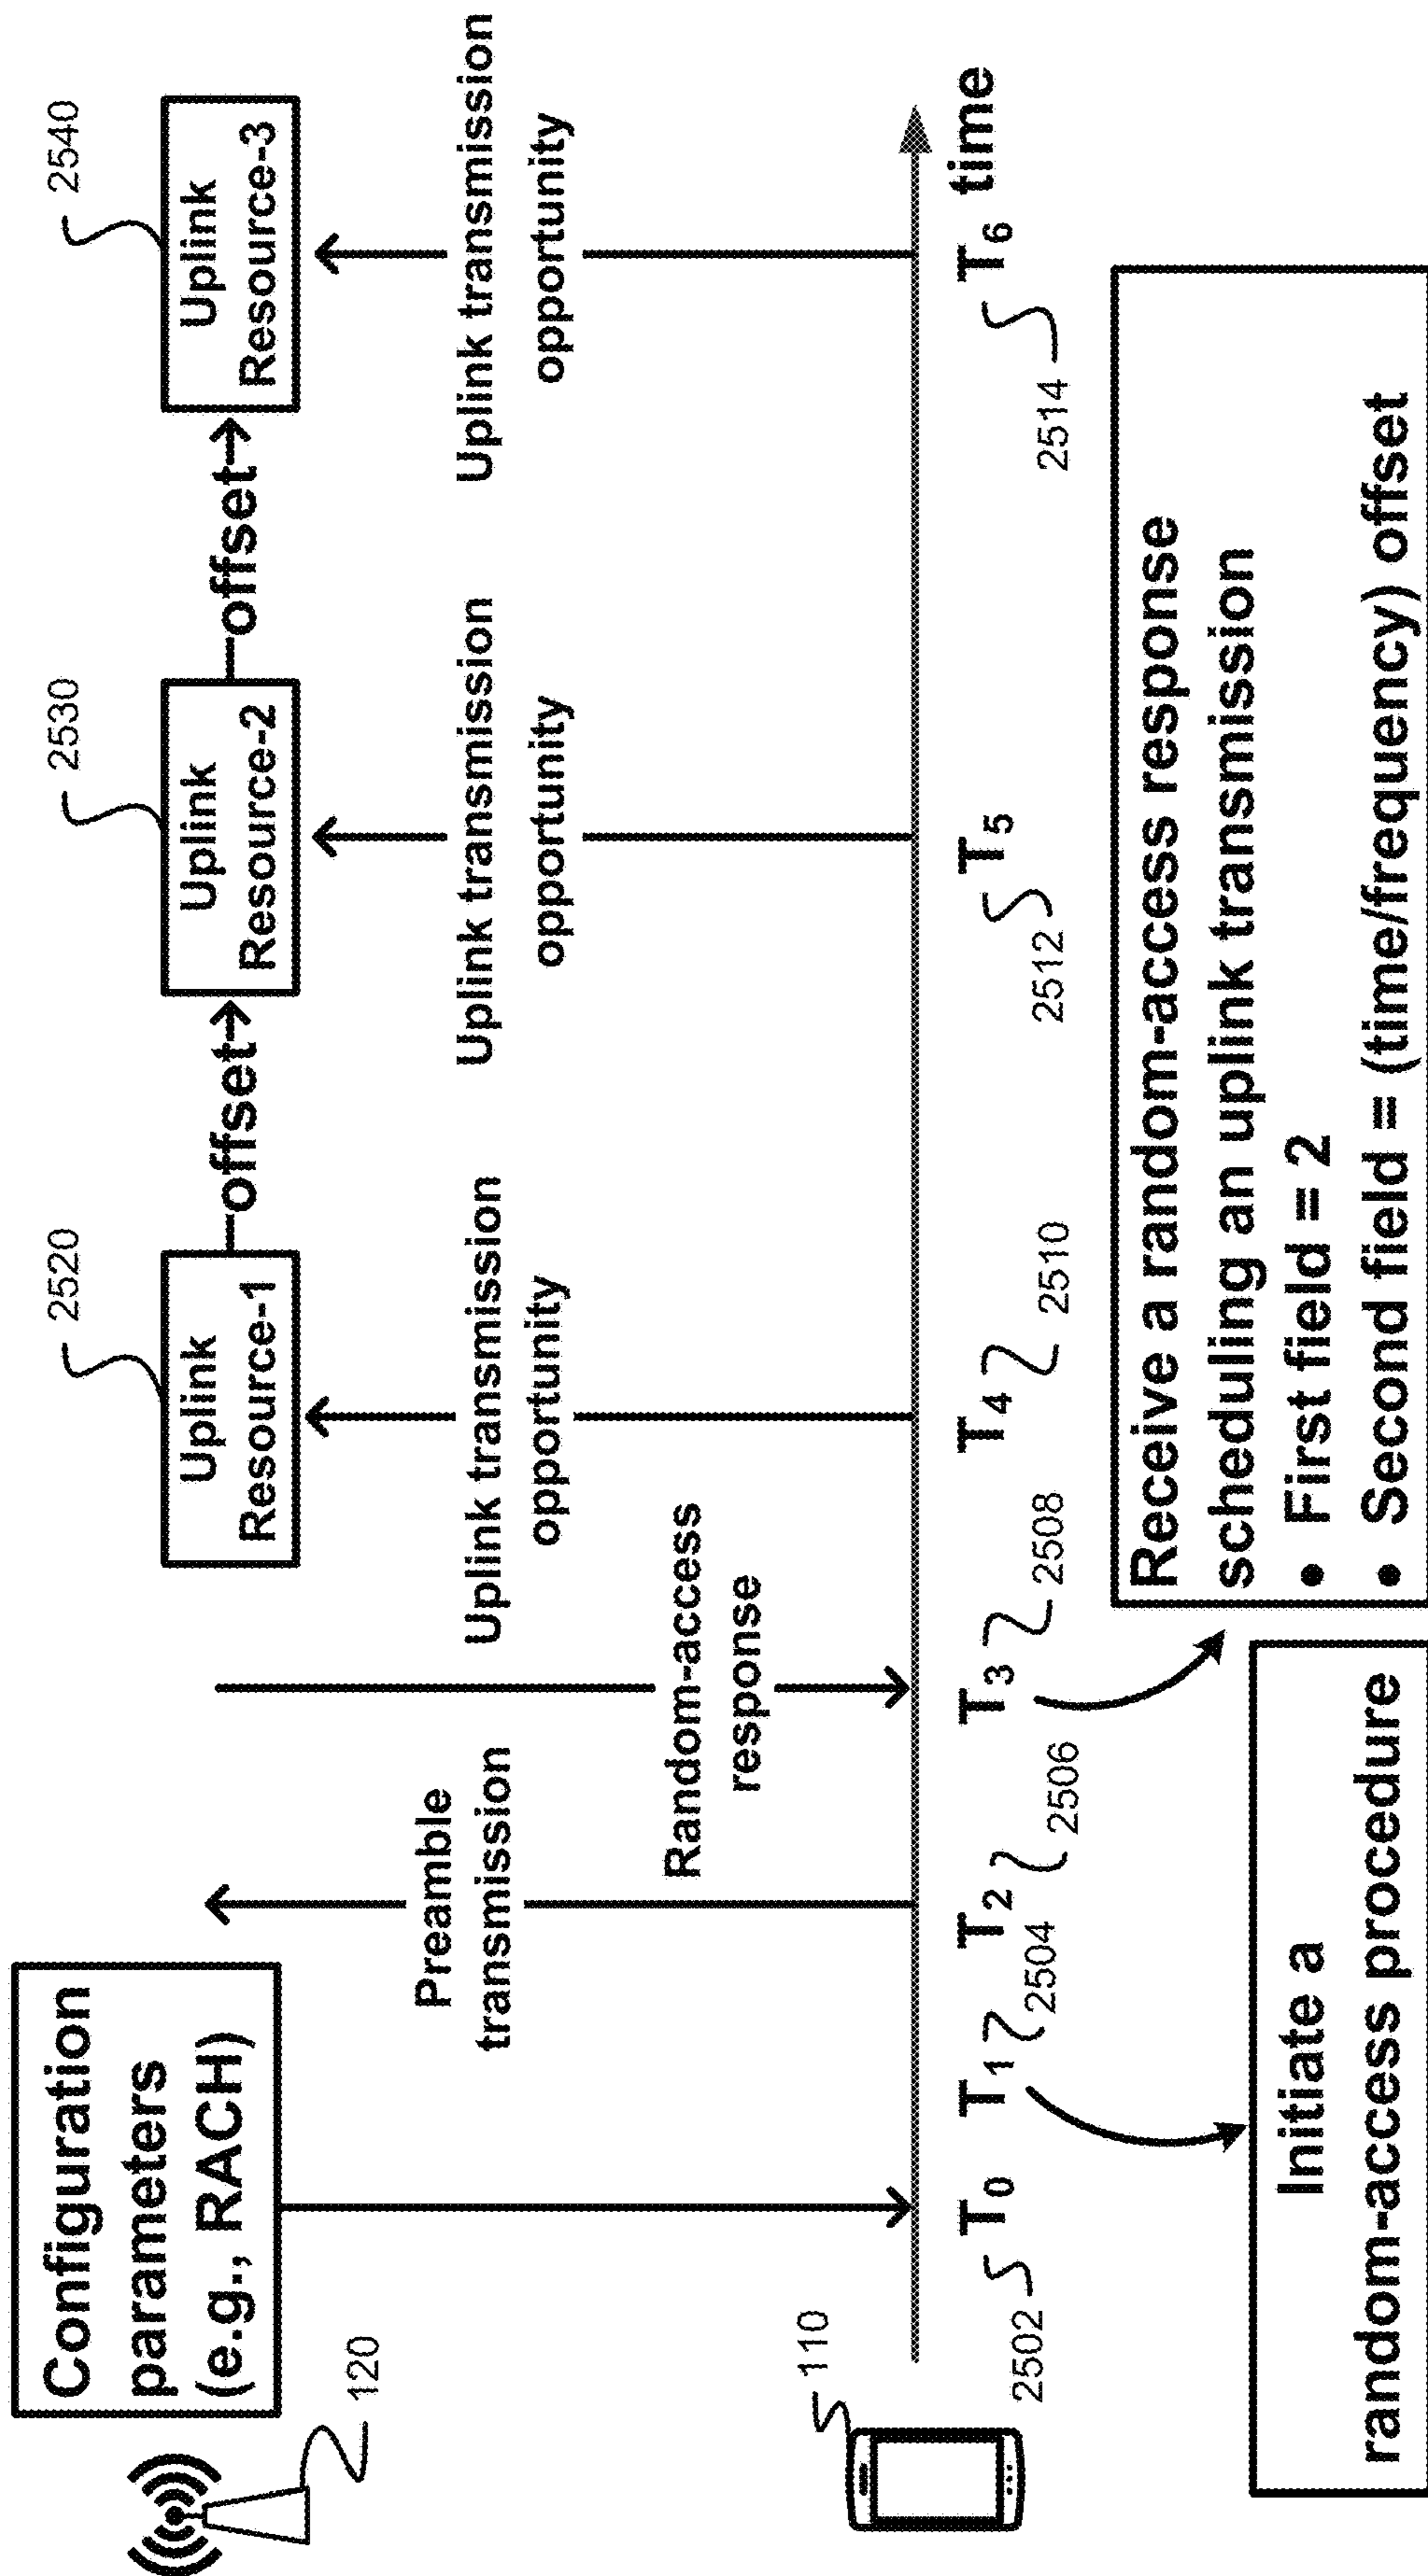 Configuration
parameters
(e.g., RACH)
120
Preamble
transmission
Random-access
response
Uplink
Resource-1
2520
offset
Uplink
Resource-2
2530
offset
Uplink
Resource-3
2540
Uplink transmission
opportunity
Uplink transmission
opportunity
Uplink transmission
opportunity
110
T0
T1
T2
T3
T4
T5
T6
time
2502
2504
2506
2508
2510
2512
2514
Initiate a
random-access procedure
Receive a random-access response
scheduling an uplink transmission
• First field = 2
• Second field = (time/frequency) offset